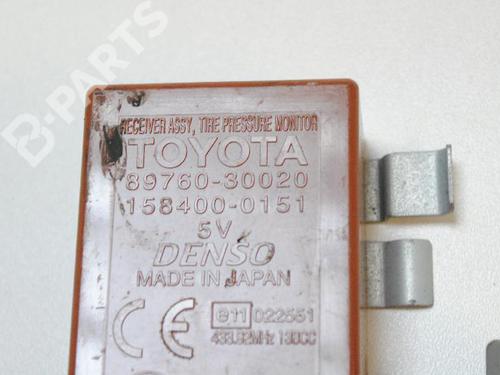 B-PARTS
RECEIVER ASSY, TIRE PRESSURE MONITOR
TOYOTA
89760-30020
158400-0151
5V
DENSO
MADE IN JAPAN
CE e11 022551
433.92MHz 130CC